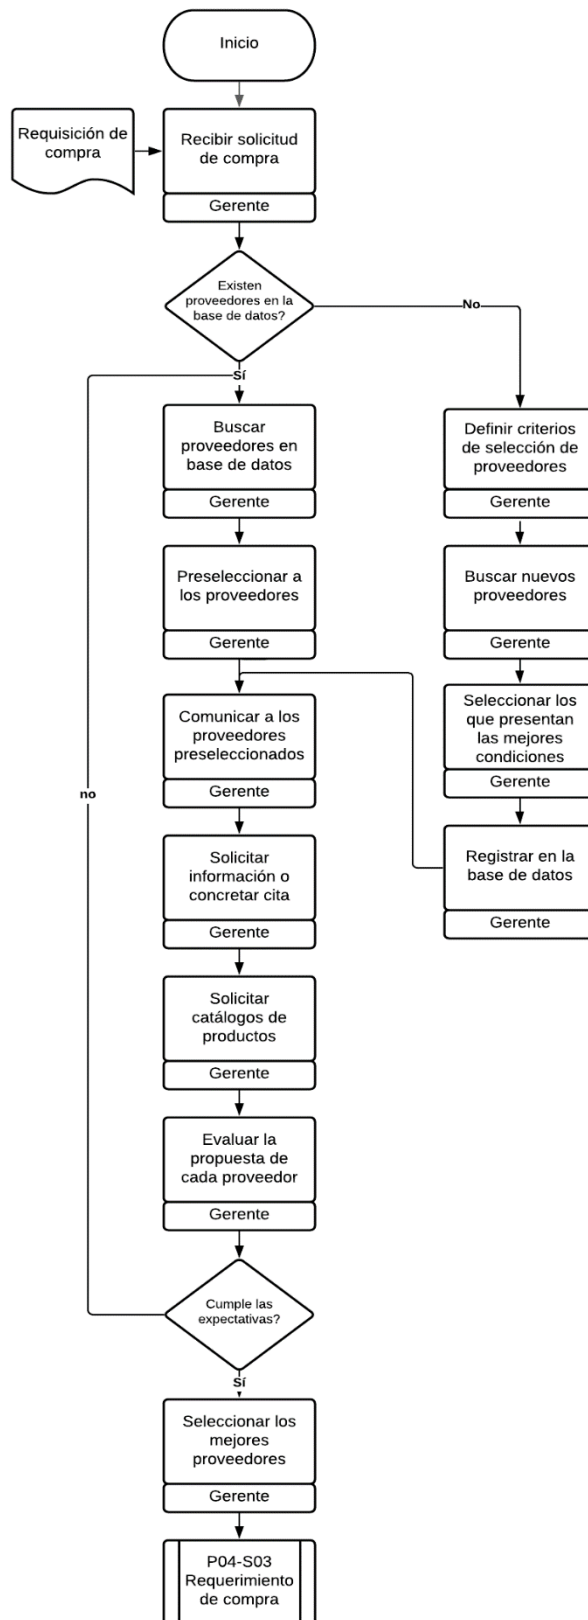 Inicio
Requisición de
compra
Recibir solicitud
de compra
Gerente
Existen
proveedores en la
base de datos?
No
Sí
Buscar
proveedores en
base de datos
Gerente
Definir criterios
de selección de
proveedores
Gerente
Preseleccionar a
los proveedores
Gerente
Buscar nuevos
proveedores
Gerente
Comunicar a los
proveedores
preseleccionados
Gerente
Seleccionar los
que presentan
las mejores
condiciones
Gerente
no
Solicitar
información o
concretar cita
Gerente
Registrar en la
base de datos
Gerente
Solicitar
catálogos de
productos
Gerente
Evaluar la
propuesta de
cada proveedor
Gerente
Cumple las
expectativas?
Sí
Seleccionar los
mejores
proveedores
Gerente
P04-S03
Requerimiento
de compra